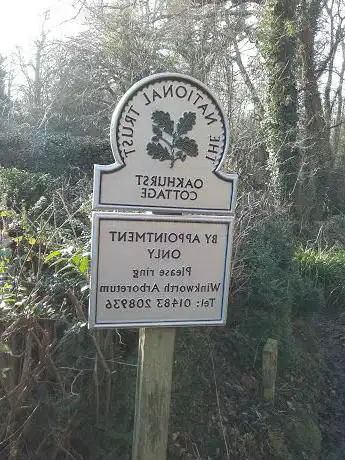 THE NATIONAL TRUST
OAKHURST
COTTAGE
BY APPOINTMENT
ONLY
Please ring
Winkworth Arboretum
Tel: 01483 208936